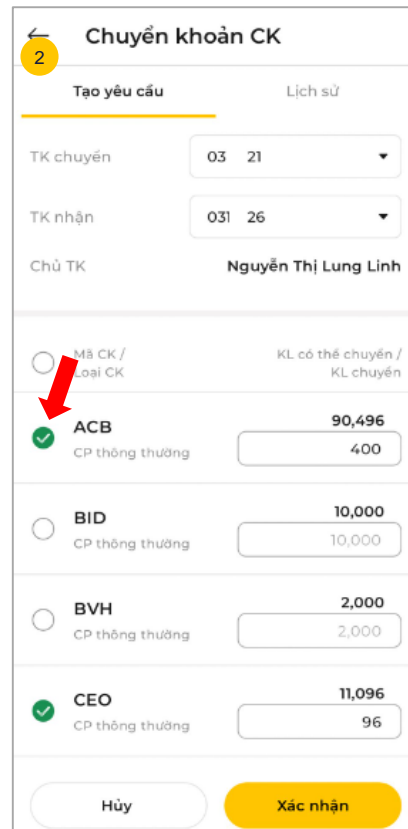 Chuyển khoản CK
2
Tạo yêu cầu Lịch sử
TK chuyển 03 21
TK nhận 031 26
Chủ TK Nguyễn Thị Lung Linh
Mã CK / KL có thể chuyển /
Loại CK KL chuyển
ACB 90,496
CP thông thường 400
BID 10,000
CP thông thường 10,000
BVH 2,000
CP thông thường 2,000
CEO 11,096
CP thông thường 96
Hủy Xác nhận